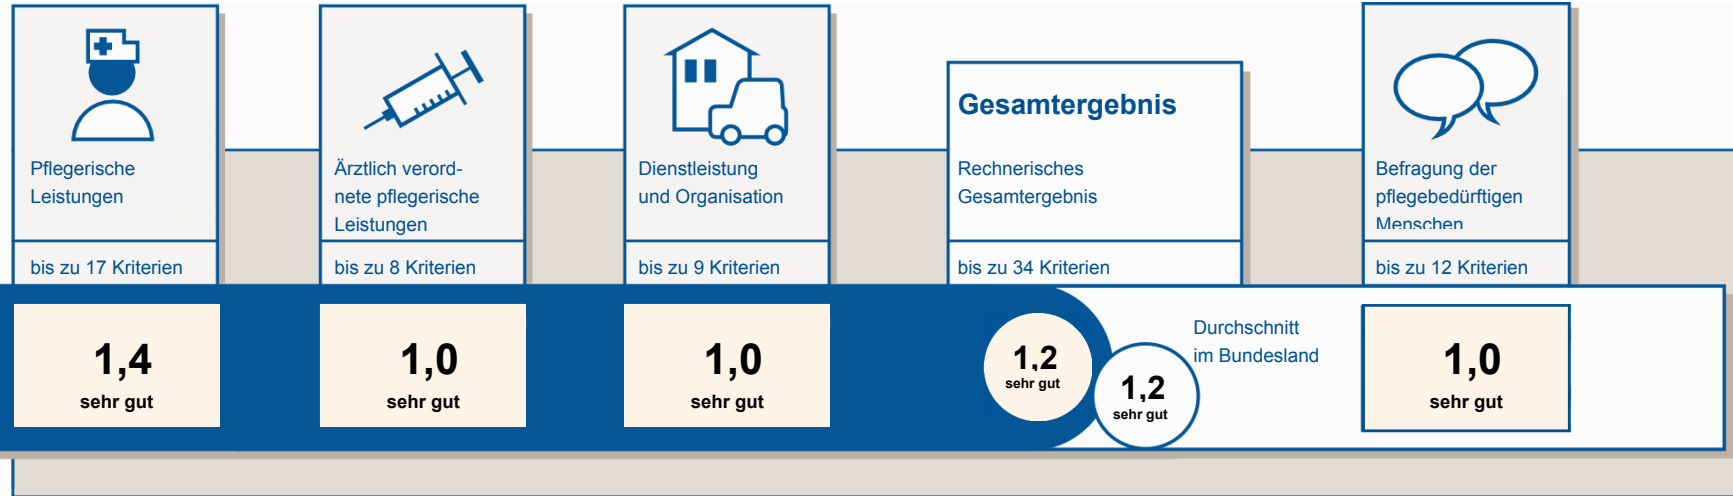 Pflegerische
Leistungen
bis zu 17 Kriterien
1,4
sehr gut
Ärztlich verord-
nete pflegerische
Leistungen
bis zu 8 Kriterien
1,0
sehr gut
Dienstleistung
und Organisation
bis zu 9 Kriterien
1,0
sehr gut
Gesamtergebnis
Rechnerisches
Gesamtergebnis
bis zu 34 Kriterien
1,2
sehr gut
1,2
sehr gut
Durchschnitt
im Bundesland
Befragung der
pflegebedürftigen
Menschen
bis zu 12 Kriterien
1,0
sehr gut